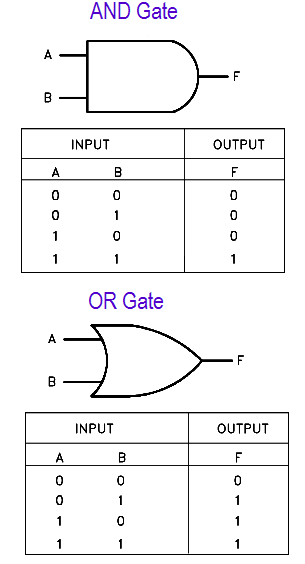 AND Gate
A
F
B
INPUT OUTPUT
A B F
0 0 0
0 1 0
1 0 0
1 1 1
OR Gate
A
F
B
INPUT OUTPUT
A B F
0 0 0
0 1 1
1 0 1
1 1 1